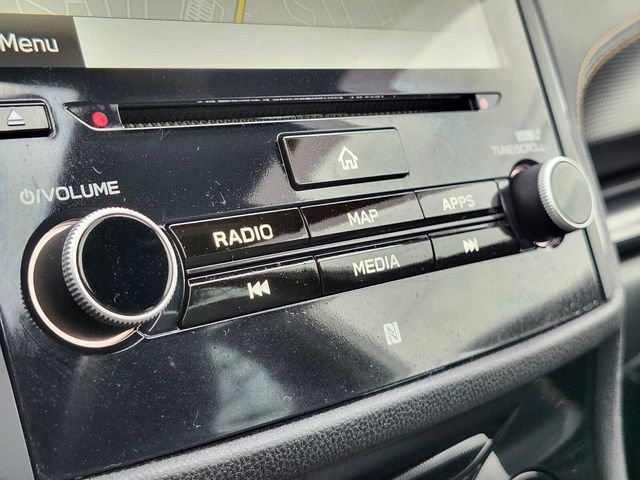 Menu
TUNE/SCROLL
/VOLUME
RADIO
MAP
APPS
MEDIA
N